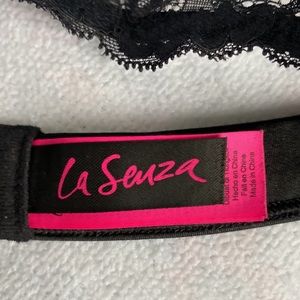 La Senza
Hecho en China
Fait en Chine
Made in China